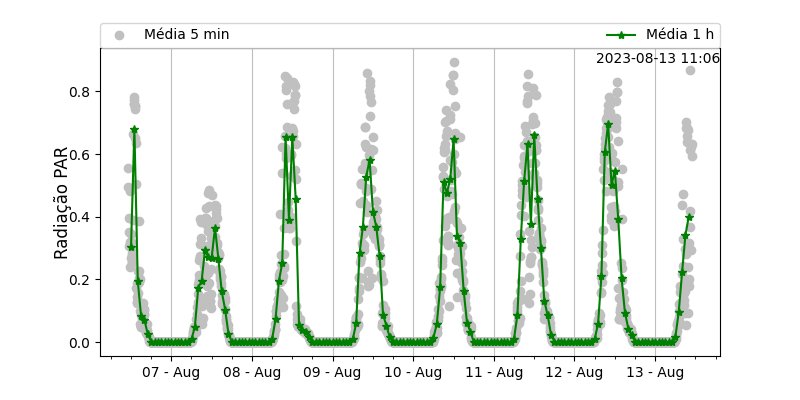 Média 5 min
Média 1 h
2023-08-13 11:06
Radiação PAR
0.8
0.6
0.4
0.2
0.0
07 - Aug
08 - Aug
09 - Aug
10 - Aug
11 - Aug
12 - Aug
13 - Aug